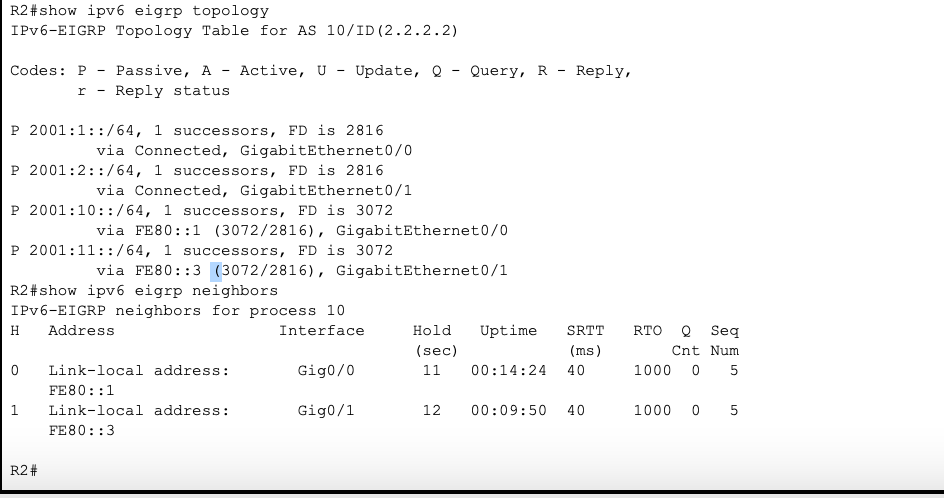 R2#show ipv6 eigrp topology
IPv6-EIGRP Topology Table for AS 10/ID(2.2.2.2)
Codes: P - Passive, A - Active, U - Update, Q - Query, R - Reply,
r - Reply status
P 2001:1::/64, 1 successors, FD is 2816
via Connected, GigabitEthernet0/0
P 2001:2::/64, 1 successors, FD is 2816
via Connected, GigabitEthernet0/1
P 2001:10::/64, 1 successors, FD is 3072
via FE80::1 (3072/2816), GigabitEthernet0/0
P 2001:11::/64, 1 successors, FD is 3072
via FE80::3 (3072/2816), GigabitEthernet0/1
R2#show ipv6 eigrp neighbors
IPv6-EIGRP neighbors for process 10
H Address Interface Hold Uptime SRTT RTO Q Seq
(sec) (ms) Cnt Num
0 Link-local address: Gig0/0 11 00:14:24 40 1000 0 5
FE80::1
1 Link-local address: Gig0/1 12 00:09:50 40 1000 0 5
FE80::3
R2#